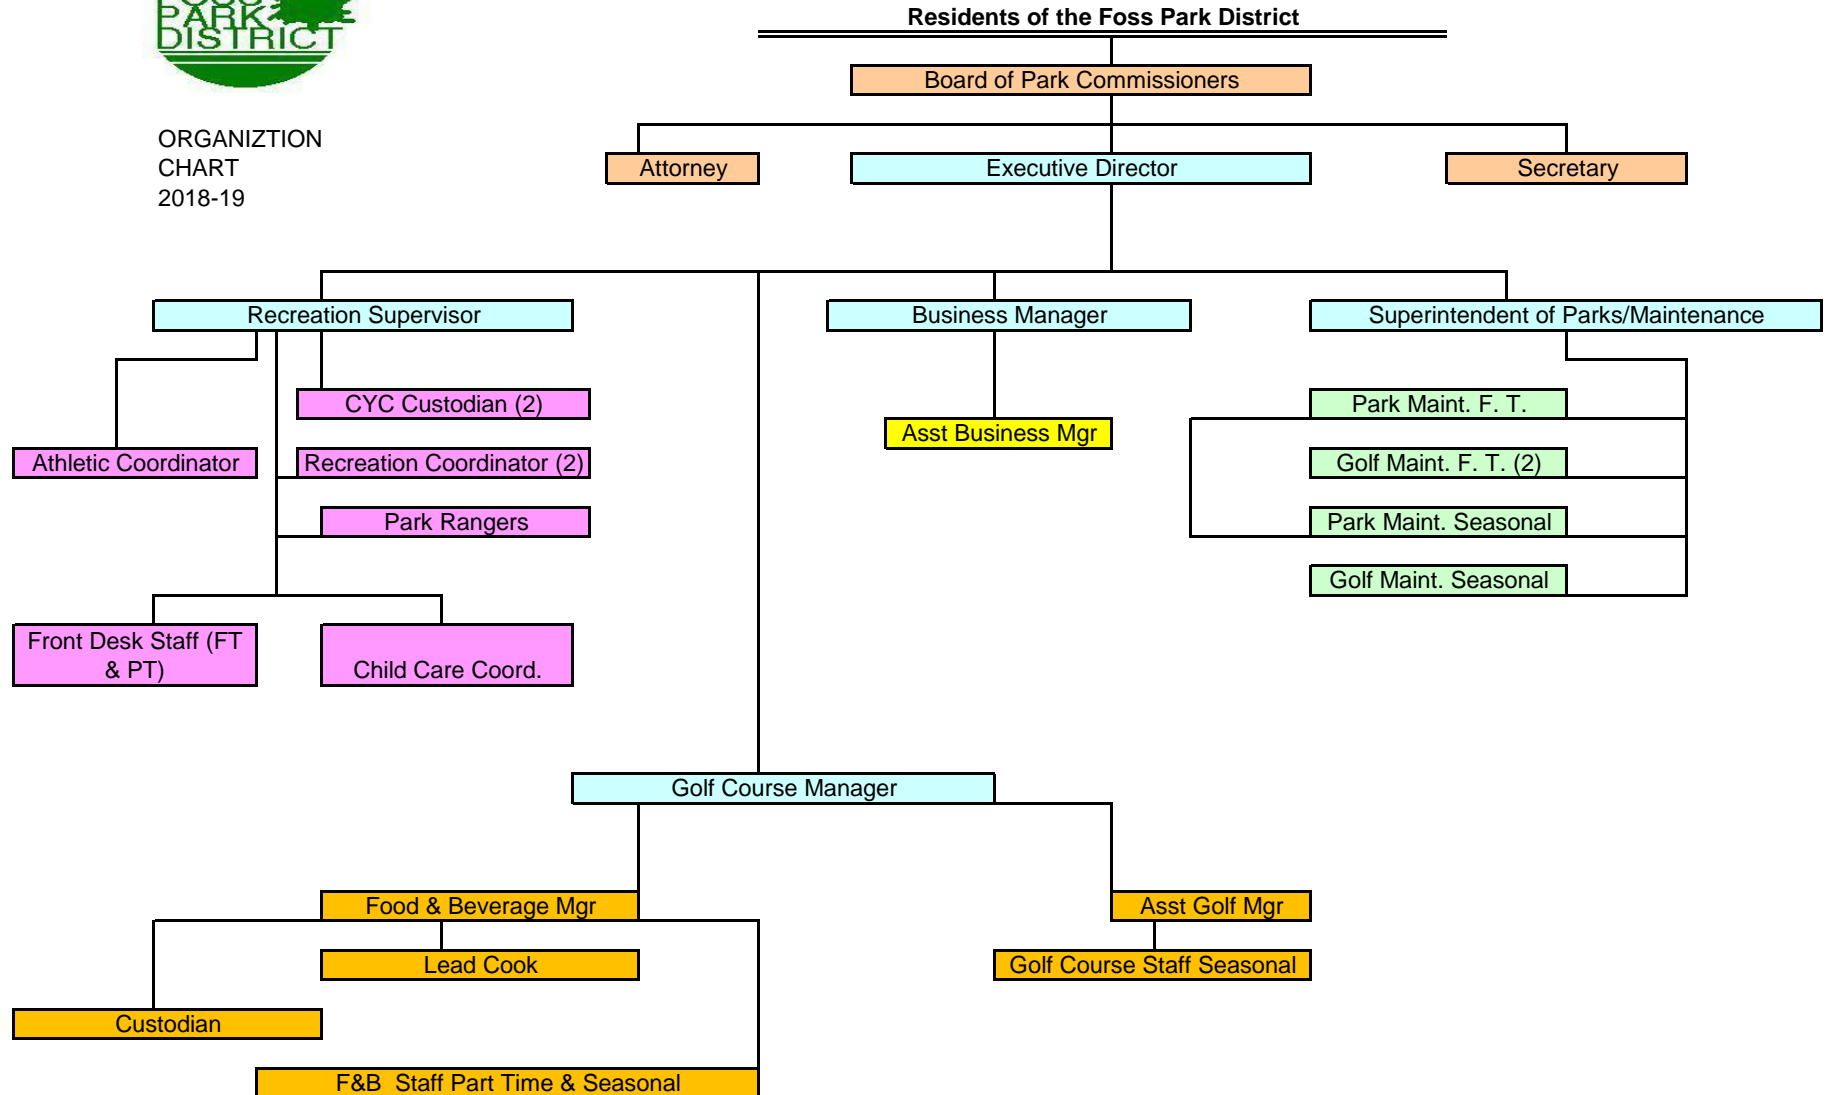 PARK
DISTRICT
Residents of the Foss Park District
Board of Park Commissioners
ORGANIZTION
CHART
2018-19
Attorney
Executive Director
Secretary
Recreation Supervisor
Business Manager
Superintendent of Parks/Maintenance
CYC Custodian (2)
Park Maint. F. T.
Asst Business Mgr
Athletic Coordinator
Recreation Coordinator (2)
Golf Maint. F. T. (2)
Park Rangers
Park Maint. Seasonal
Golf Maint. Seasonal
Front Desk Staff (FT
& PT)
Child Care Coord.
Golf Course Manager
Food & Beverage Mgr
Asst Golf Mgr
Lead Cook
Golf Course Staff Seasonal
Custodian
F&B  Staff Part Time & Seasonal